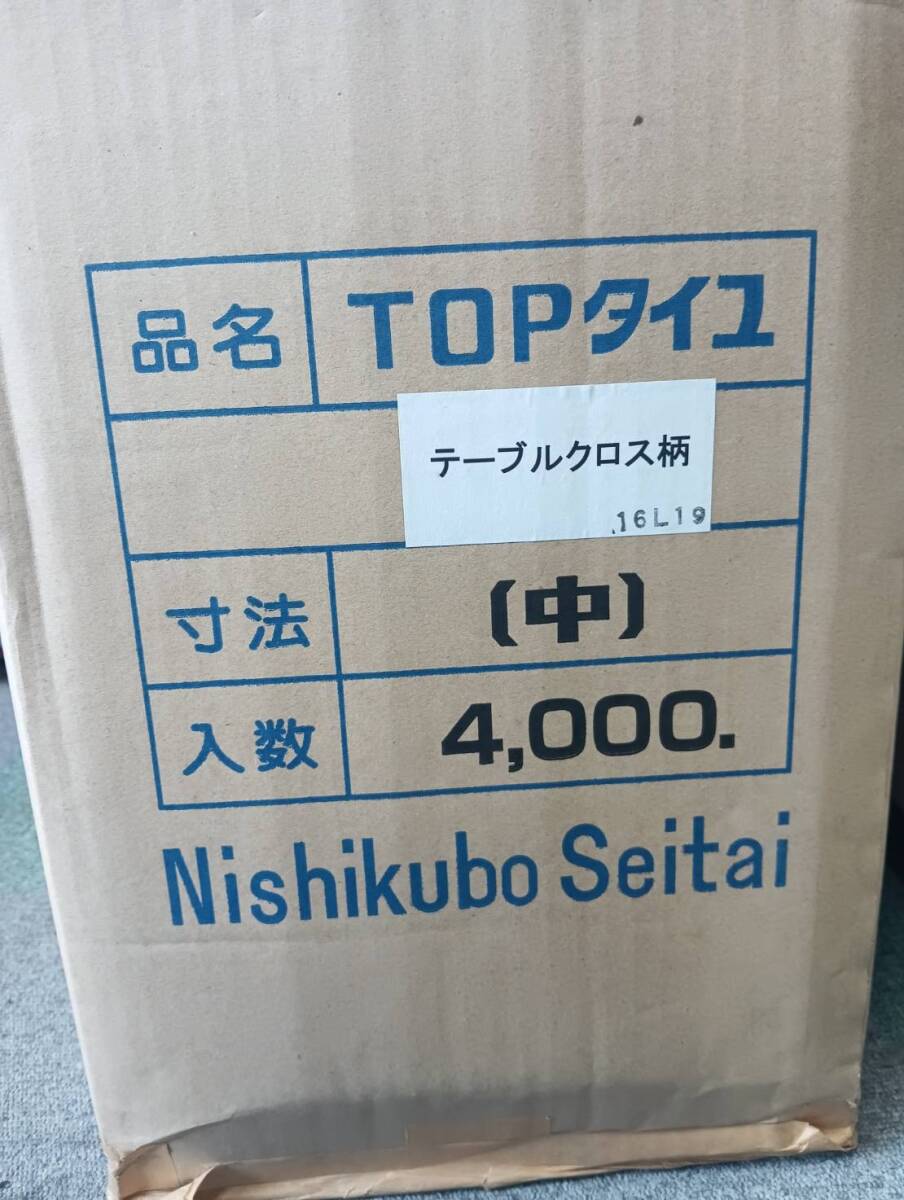 品名 TOPタイユ
テーブルクロス柄
16L19
寸法 (中)
入数 4,000.
Nishikubo Seitai